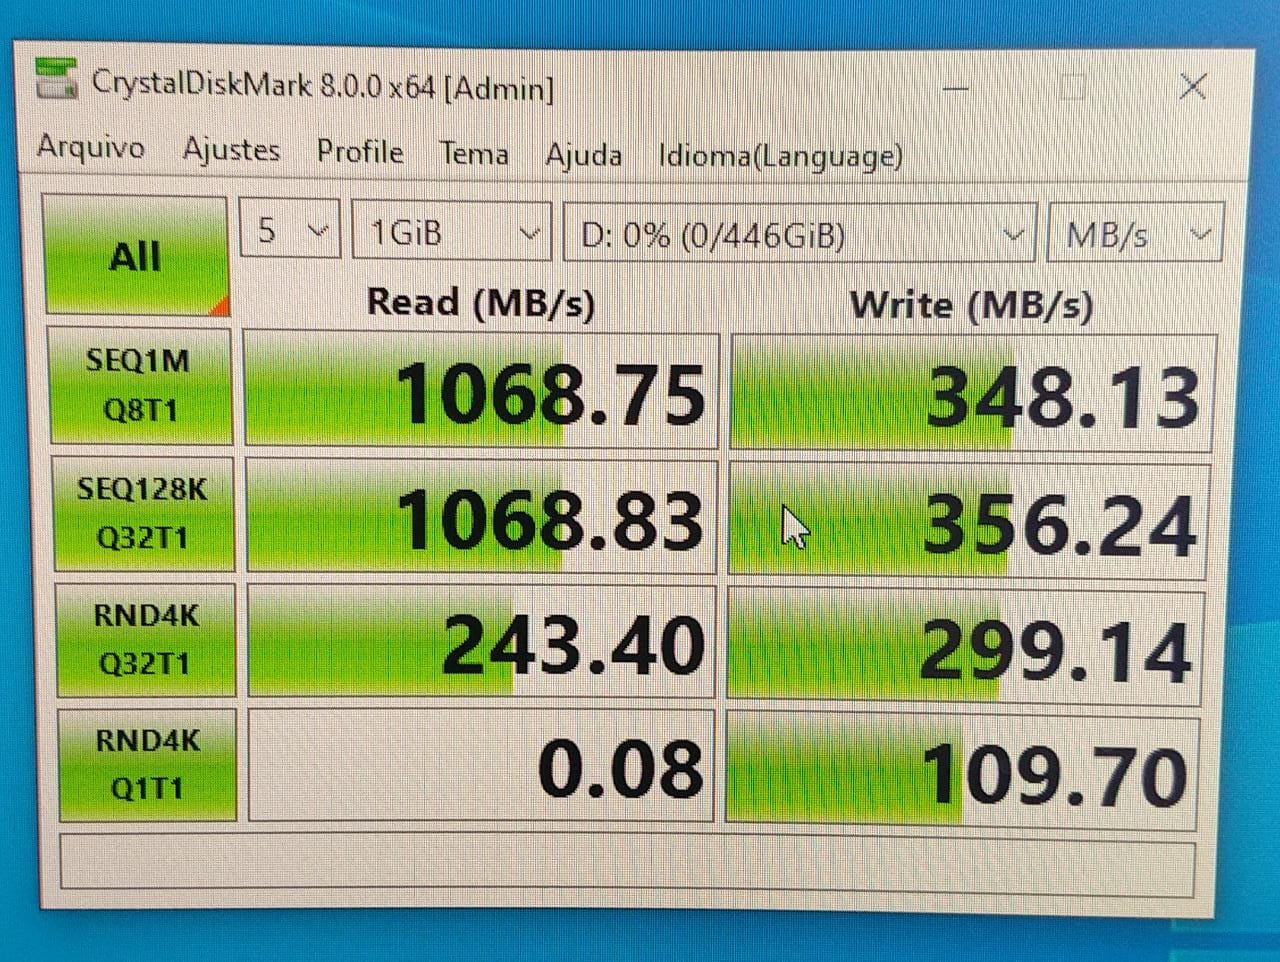 CrystalDiskMark 8.0.0 x64 [Admin]
Arquivo Ajustes Profile Tema Ajuda Idioma(Language)
All 5 1GiB D: 0% (0/446GiB) MB/s
Read (MB/s) Write (MB/s)
SEQ1M
Q8T1
1068.75 348.13
SEQ128K
Q32T1
1068.83 356.24
RND4K
Q32T1
243.40 299.14
RND4K
Q1T1
0.08 109.70